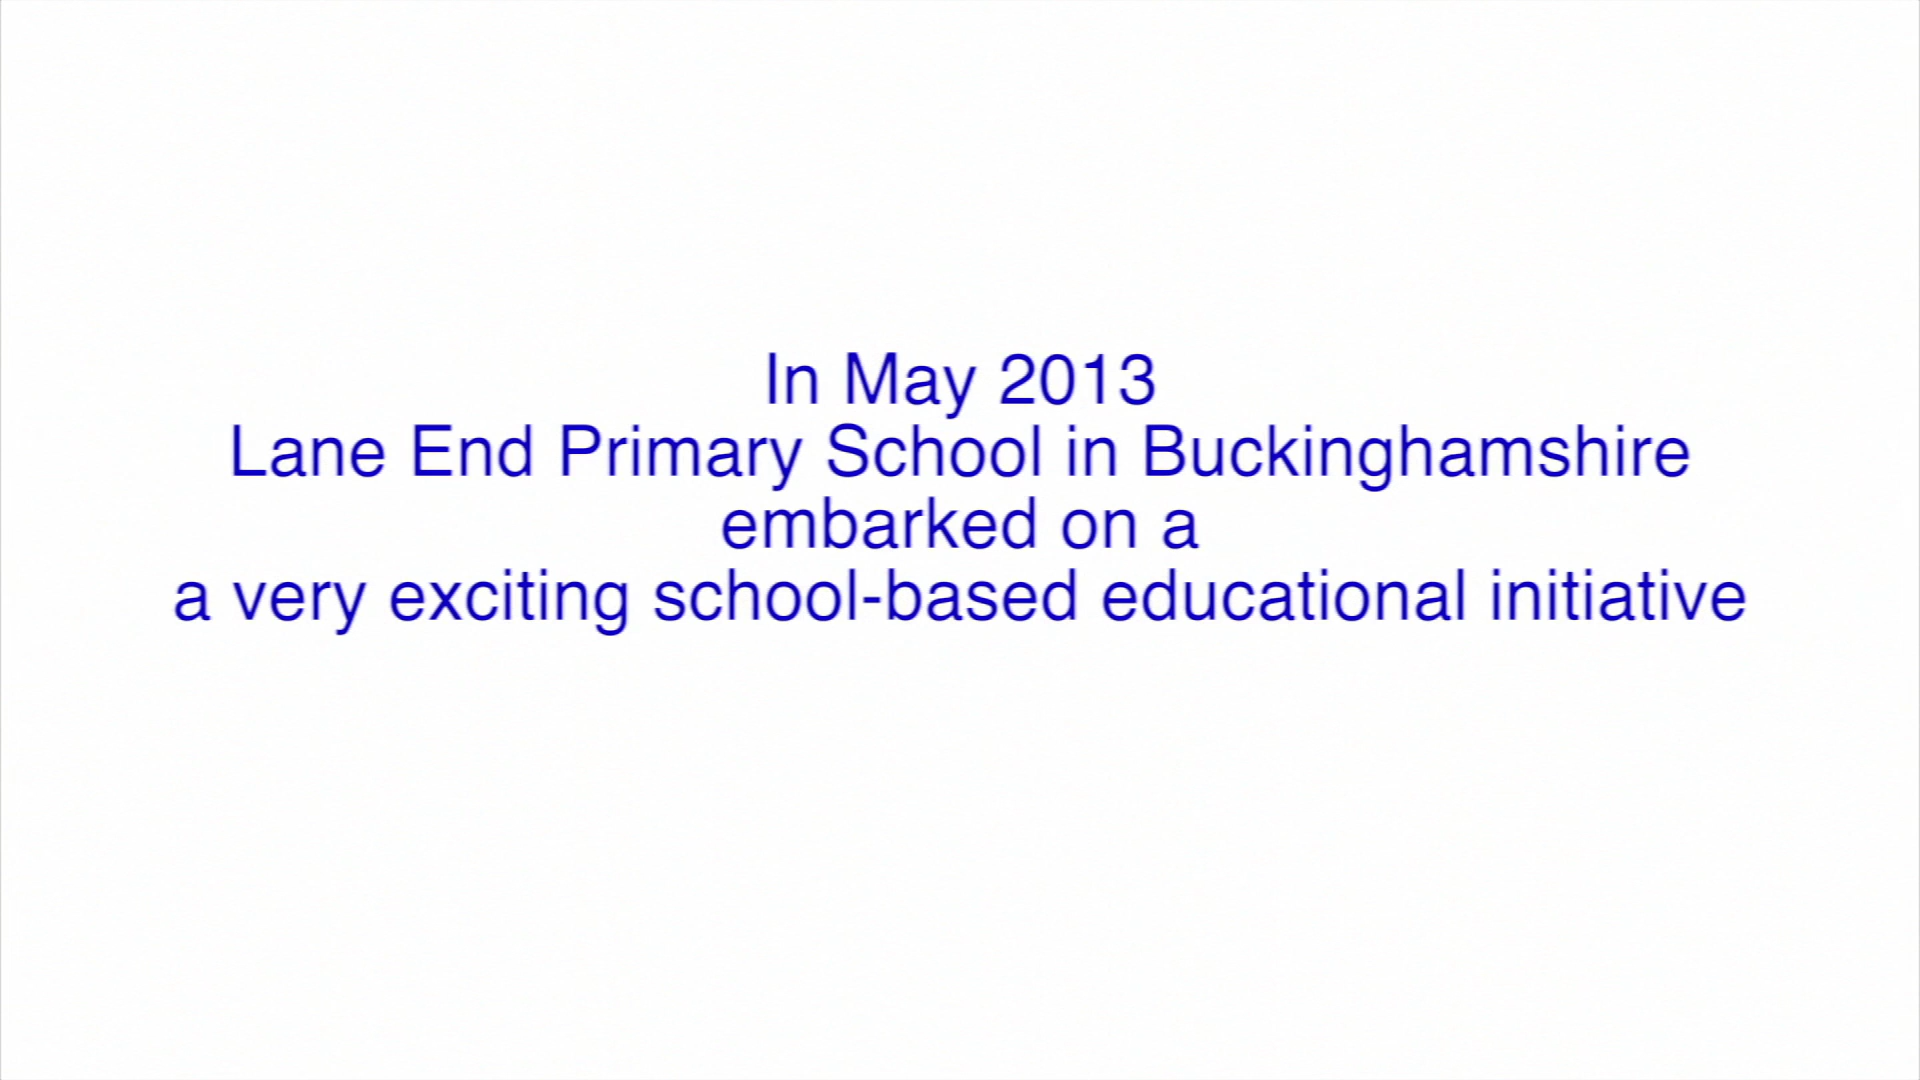 In May 2013
Lane End Primary School in Buckinghamshire
embarked on a
a very exciting school-based educational initiative